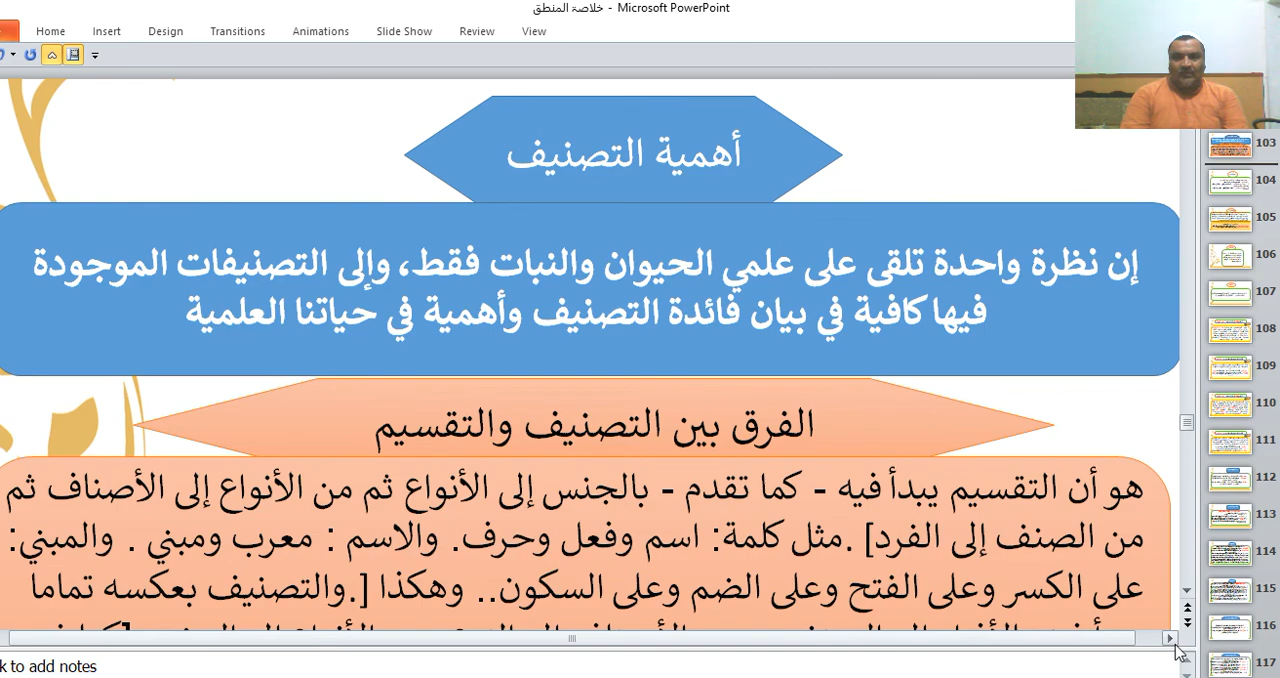 خلاصة المنطق - Microsoft PowerPoint
Home Insert Design Transitions Animations Slide Show Review View
أهمية التصنيف
إن نظرة واحدة تلقى على علمي الحيوان والنبات فقط، وإلى التصنيفات الموجودة
فيها كافية في بيان فائدة التصنيف وأهمية في حياتنا العلمية
الفرق بين التصنيف والتقسيم
هو أن التقسيم يبدأ فيه - كما تقدم - بالجنس إلى الأنواع ثم من الأنواع إلى الأصناف ثم
من الصنف إلى الفرد] .مثل كلمة: اسم وفعل وحرف. والاسم : معرب ومبني . والمبني:
على الكسر وعلى الفتح وعلى الضم وعلى السكون.. وهكذا [.والتصنيف بعكسه تماما
k to add notes
103
104
105
106
107
108
109
110
111
112
113
114
115
116
117